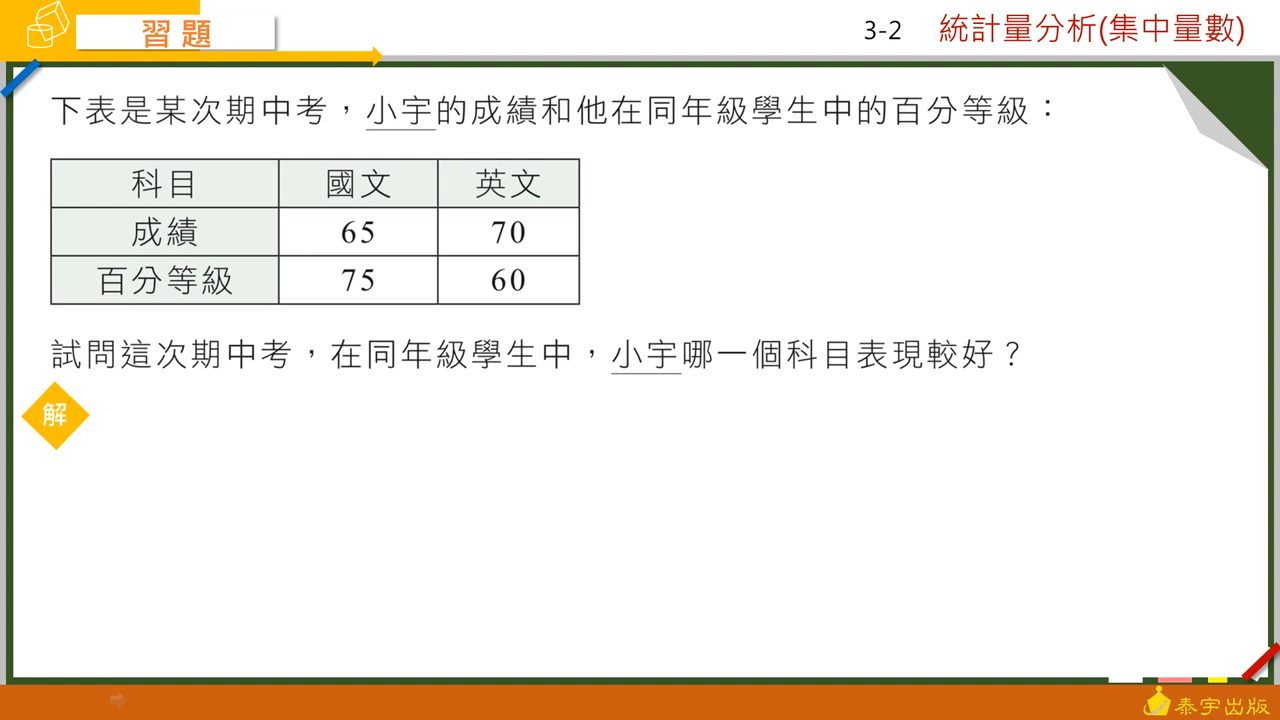 習題
3-2 統計量分析(集中量數)
下表是某次期中考，小宇的成績和他在同年級學生中的百分等級：
科目 國文 英文
成績 65 70
百分等級 75 60
試問這次期中考，在同年級學生中，小宇哪一個科目表現較好？
解
泰宇出版